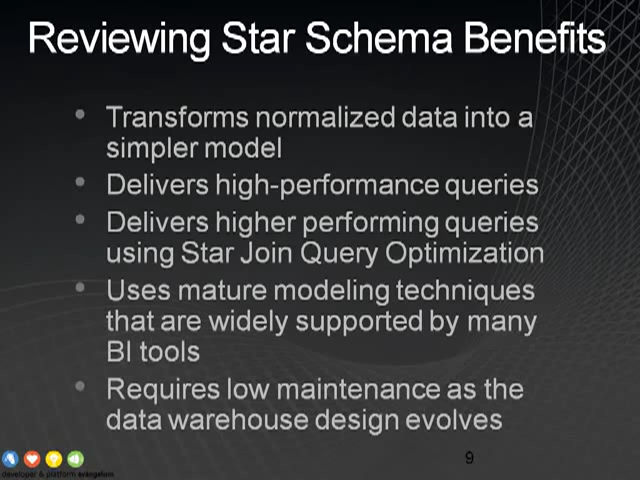 Reviewing Star Schema Benefits
• Transforms normalized data into a
simpler model
• Delivers high-performance queries
• Delivers higher performing queries
using Star Join Query Optimization
• Uses mature modeling techniques
that are widely supported by many
BI tools
• Requires low maintenance as the
data warehouse design evolves
9
developer & platform evangelism